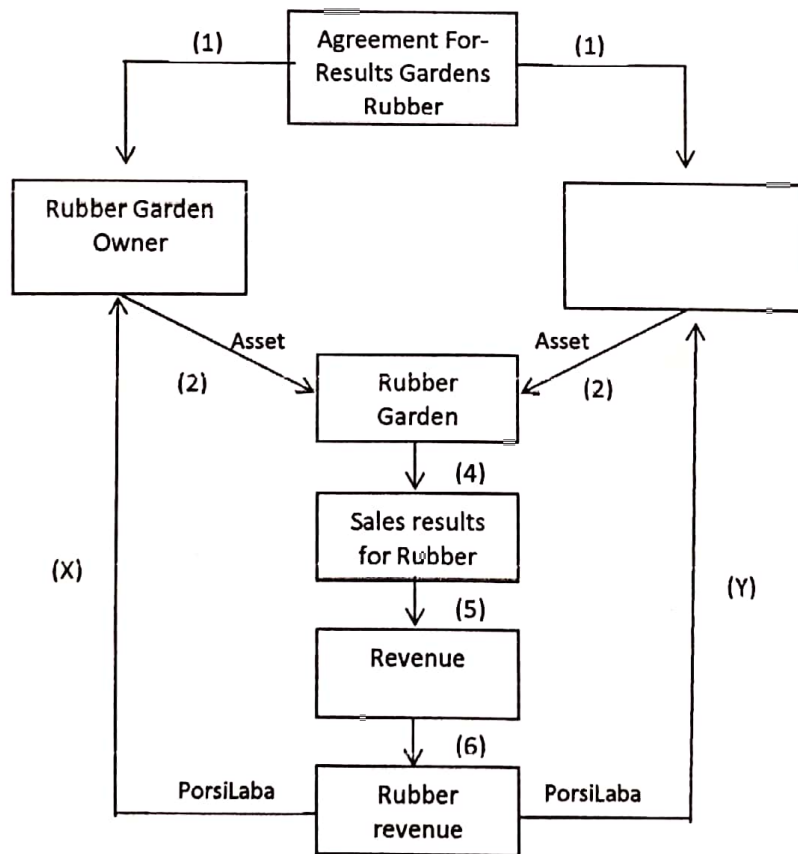 (1)
Agreement For-
Results Gardens
Rubber
(1)
Rubber Garden
Owner
Asset
(2)
Asset
(2)
Rubber
Garden
(4)
Sales results
for Rubber
(X)
(Y)
(5)
Revenue
(6)
PorsiLaba
Rubber
revenue
PorsiLaba